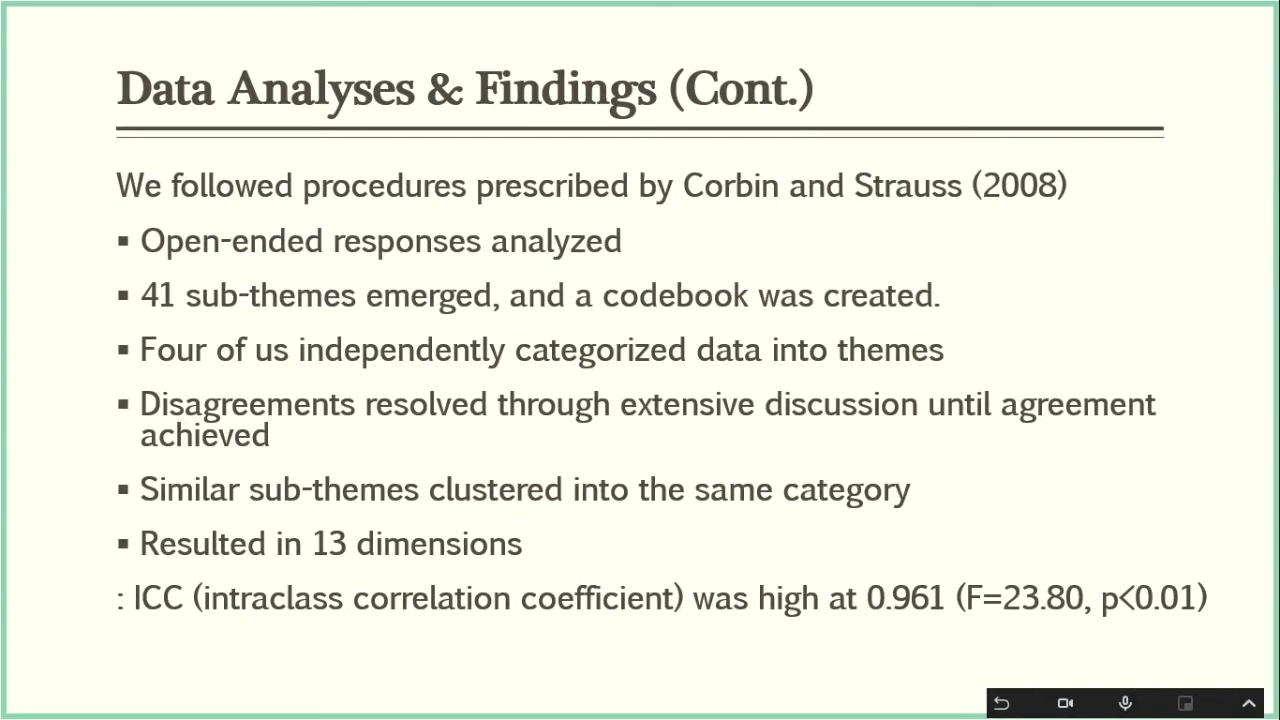 Data Analyses & Findings (Cont.)
We followed procedures prescribed by Corbin and Strauss (2008)
▪ Open-ended responses analyzed
▪ 41 sub-themes emerged, and a codebook was created.
▪ Four of us independently categorized data into themes
▪ Disagreements resolved through extensive discussion until agreement
achieved
▪ Similar sub-themes clustered into the same category
▪ Resulted in 13 dimensions
: ICC (intraclass correlation coefficient) was high at 0.961 (F=23.80, p<0.01)